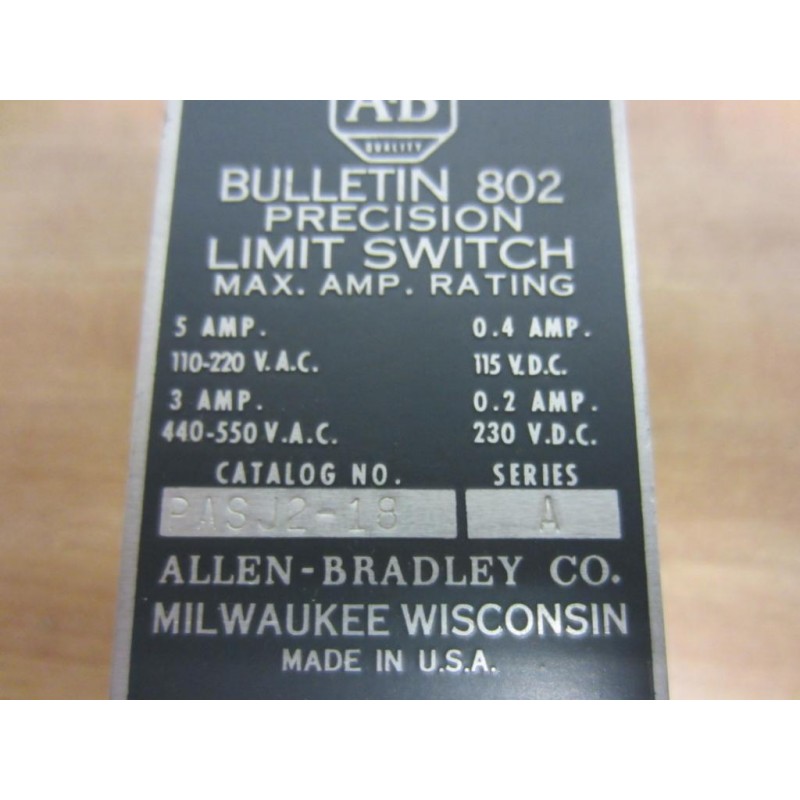 A-B
QUALITY
BULLETIN 802
PRECISION
LIMIT SWITCH
MAX. AMP. RATING
5 AMP. 0.4 AMP.
110-220 V.A.C. 115 V.D.C.
3 AMP. 0.2 AMP.
440-550 V.A.C. 230 V.D.C.
CATALOG NO. SERIES
PASJ2-18 A
ALLEN-BRADLEY CO.
MILWAUKEE WISCONSIN
MADE IN U.S.A.